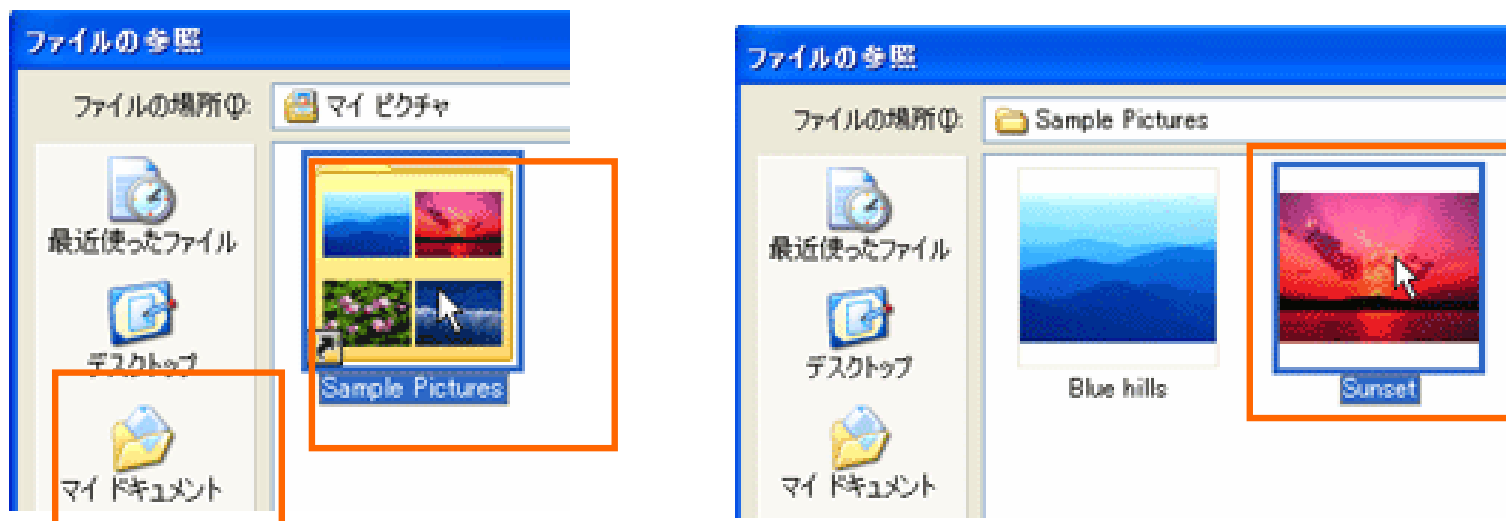 ファイルの参照
ファイルの場所(I):
マイ ピクチャ
最近使ったファイル
デスクトップ
マイ ドキュメント
Sample Pictures
ファイルの参照
ファイルの場所(I):
Sample Pictures
最近使ったファイル
デスクトップ
マイ ドキュメント
Blue hills
Sunset